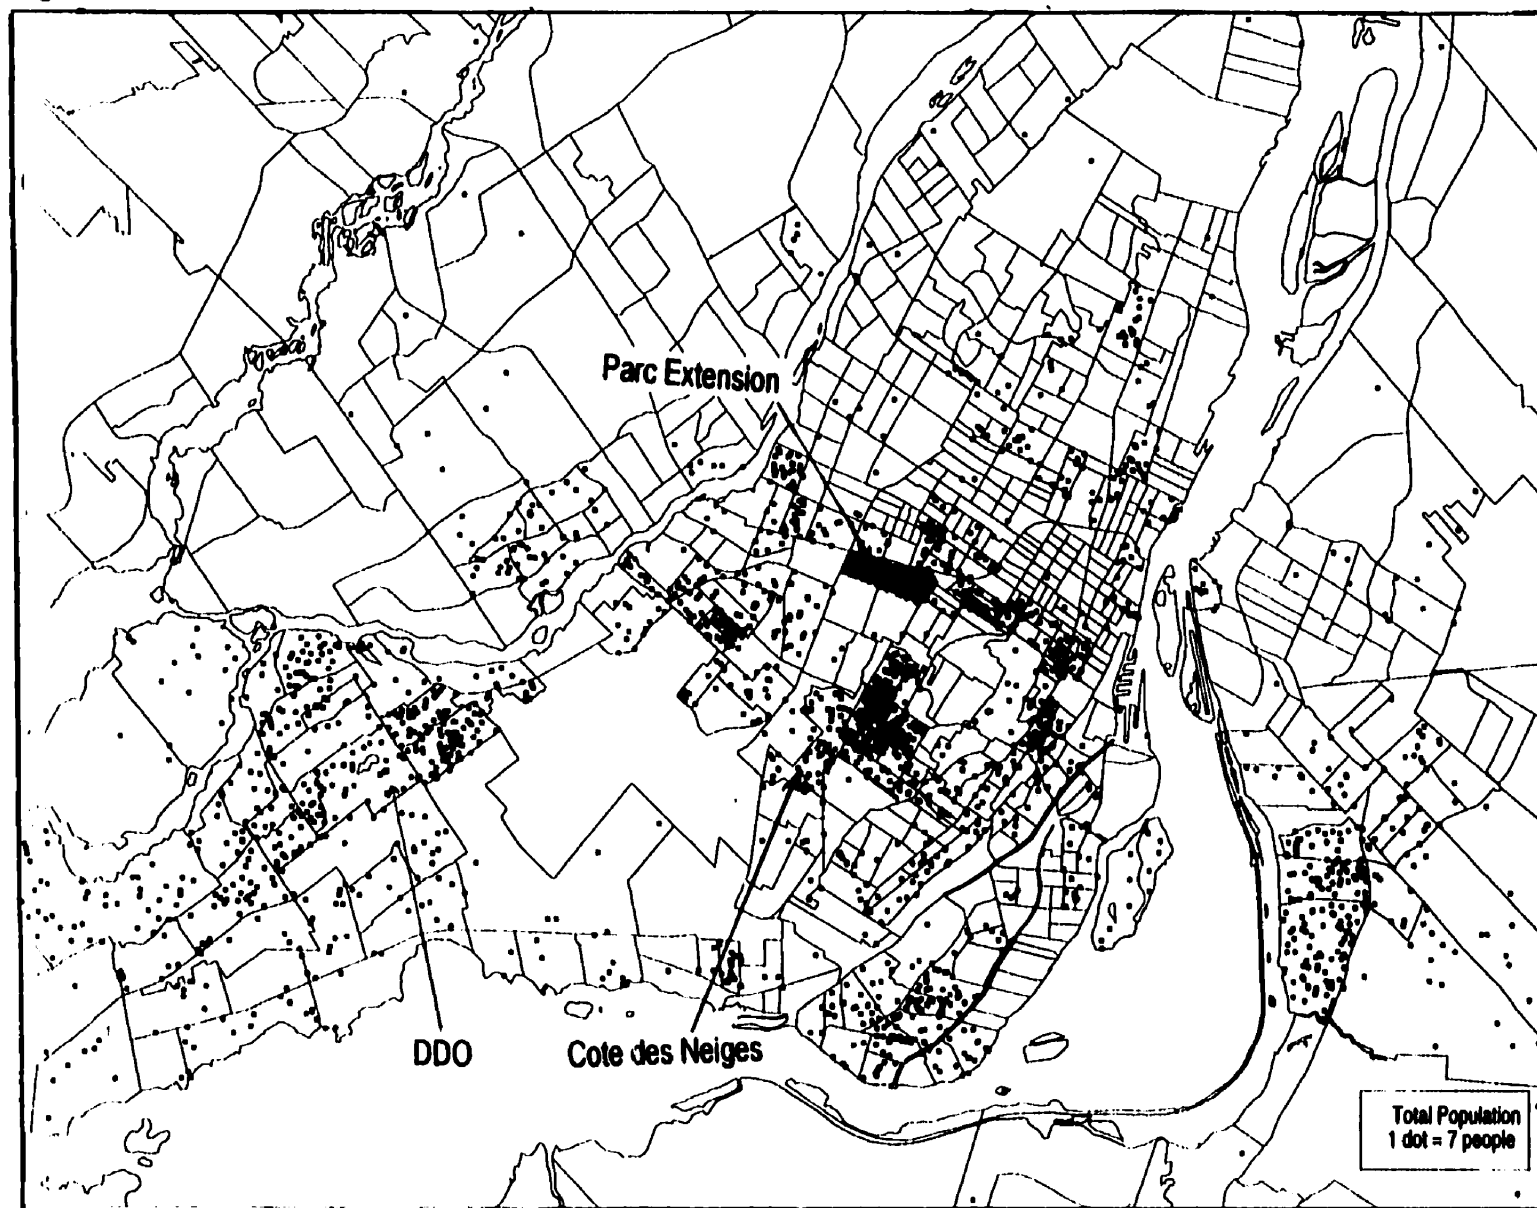 Parc Extension
DDO
Cote des Neiges
Total Population
1 dot = 7 people